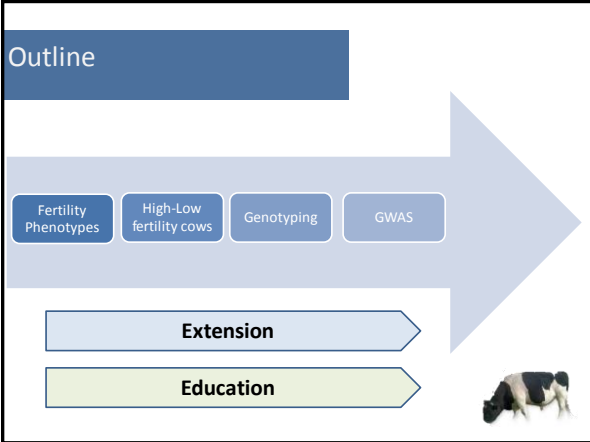 Outline
Fertility
Phenotypes
High-Low
fertility cows
Genotyping
GWAS
Extension
Education